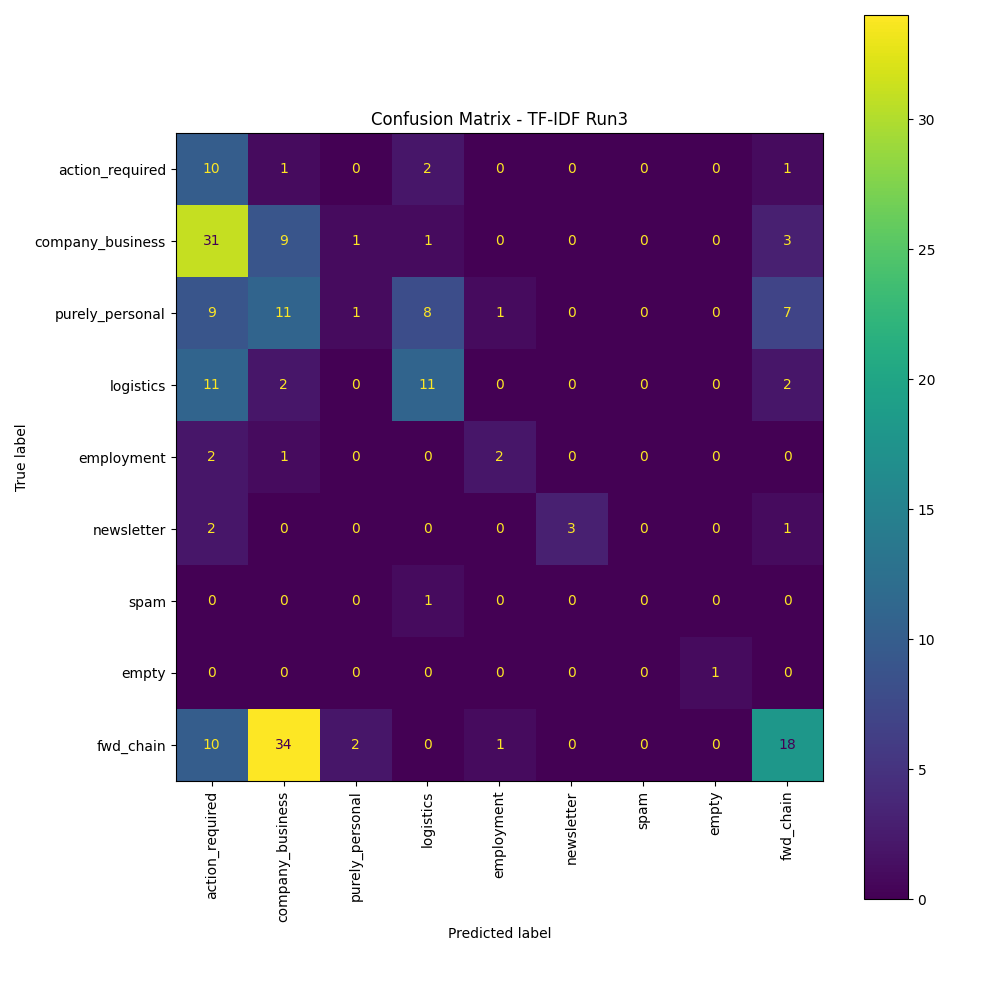 Confusion Matrix - TF-IDF Run3
True label
action_required 10 1 0 2 0 0 0 0 1
company_business 31 9 1 1 0 0 0 0 3
purely_personal 9 11 1 8 1 0 0 0 7
logistics 11 2 0 11 0 0 0 0 2
employment 2 1 0 0 2 0 0 0 0
newsletter 2 0 0 0 0 3 0 0 1
spam 0 0 0 1 0 0 0 0 0
empty 0 0 0 0 0 0 0 1 0
fwd_chain 10 34 2 0 1 0 0 0 18
action_required company_business purely_personal logistics employment newsletter spam empty fwd_chain
Predicted label
30
25
20
15
10
5
0